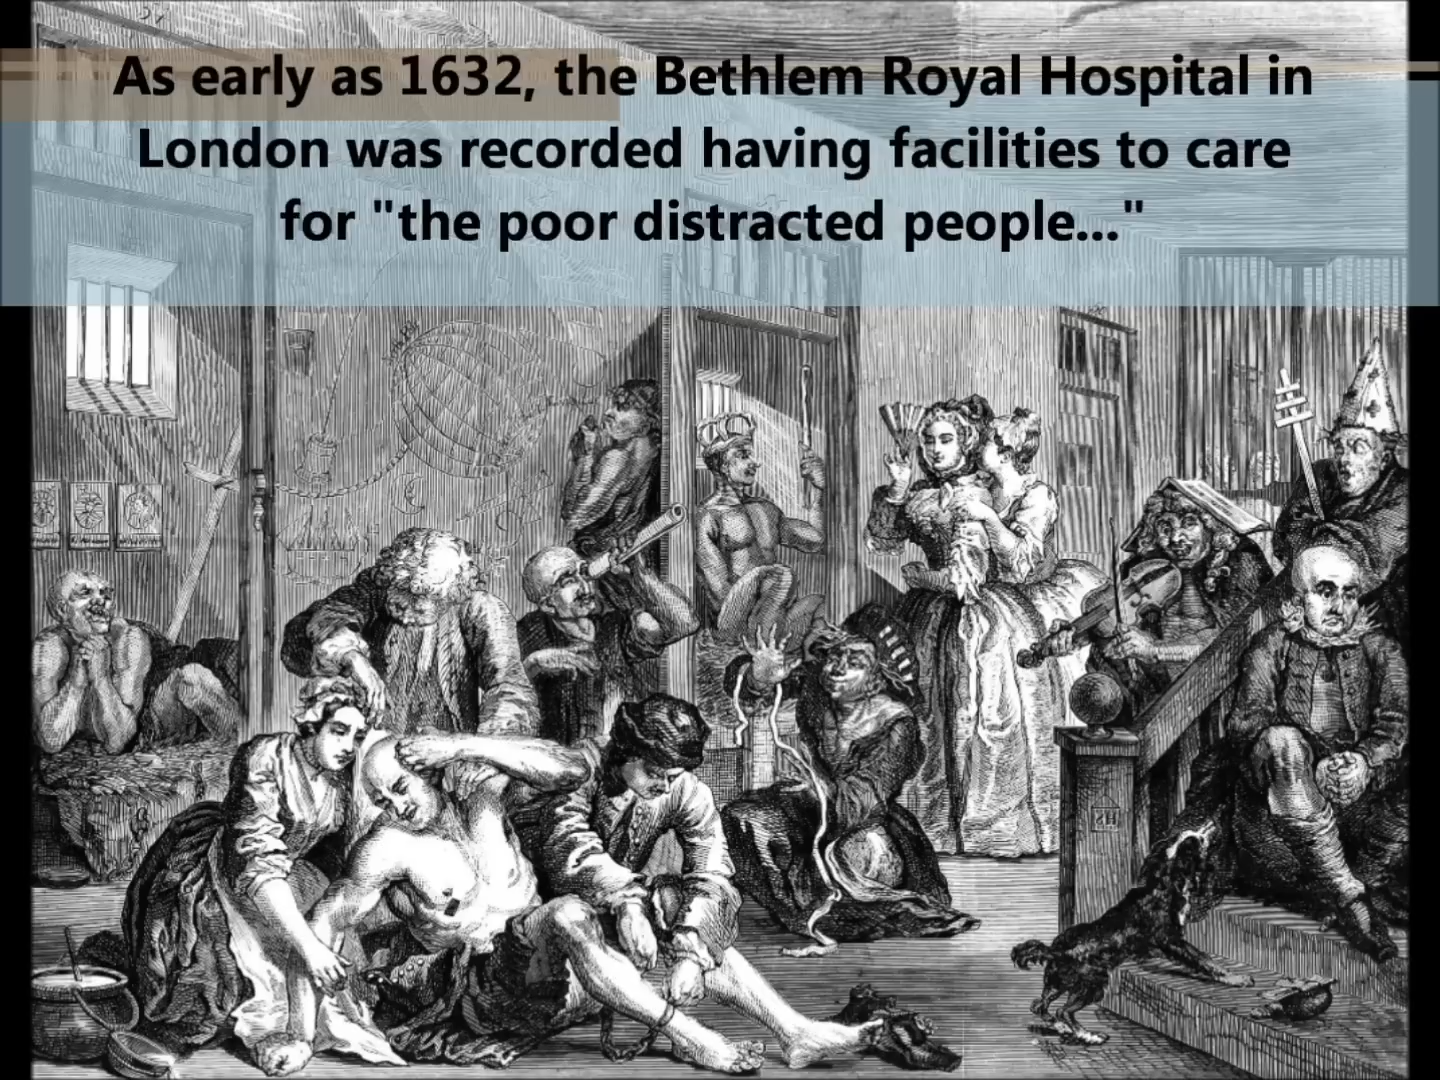 As early as 1632, the Bethlem Royal Hospital in
London was recorded having facilities to care
for "the poor distracted people..."